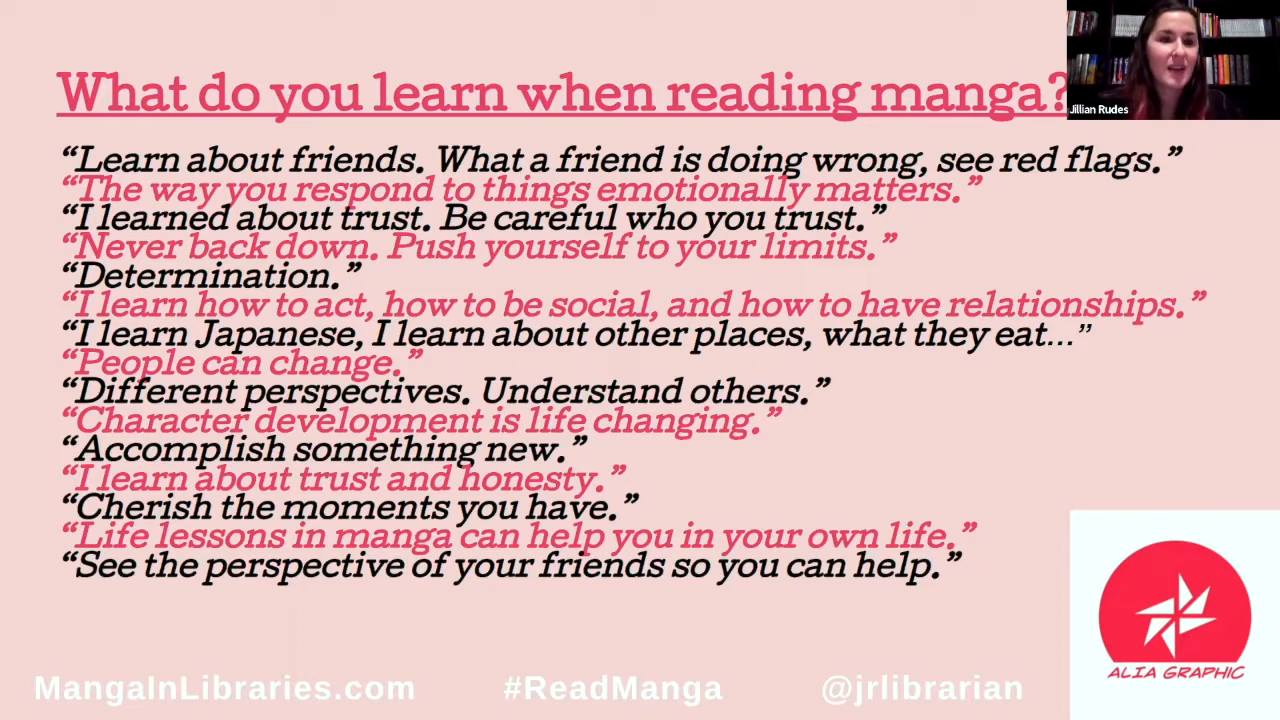 What do you learn when reading manga?
Jillian Rudes
“Learn about friends. What a friend is doing wrong, see red flags.”
“The way you respond to things emotionally matters.”
“I learned about trust. Be careful who you trust.”
“Never back down. Push yourself to your limits.”
“Determination.”
“I learn how to act, how to be social, and how to have relationships.”
“I learn Japanese, I learn about other places, what they eat...”
“People can change.”
“Different perspectives. Understand others.”
“Character development is life changing.”
“Accomplish something new.”
“I learn about trust and honesty.”
“Cherish the moments you have.”
“Life lessons in manga can help you in your own life.”
“See the perspective of your friends so you can help.”
ALIA GRAPHIC
MangaInLibraries.com #ReadManga @jrlibrarian